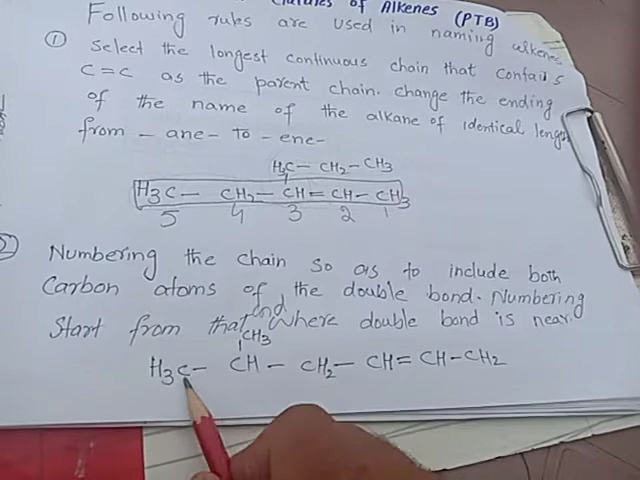 of Alkenes (PTB)
Following rules are used in naming alkenes
① Select the longest continuous chain that contains
C=C as the parent chain. Change the ending
of the name of the alkane of identical length
from - ane - to - ene -
H₃C - CH₂ - CH₃
H₃C - CH₂ - CH = CH - CH₃
5 4 3 2 1
② Numbering the chain so as to include both
Carbon atoms of the double bond. Numbering
Start from that end where double bond is near.
CH₃
H₃C - CH - CH₂ - CH = CH - CH₂